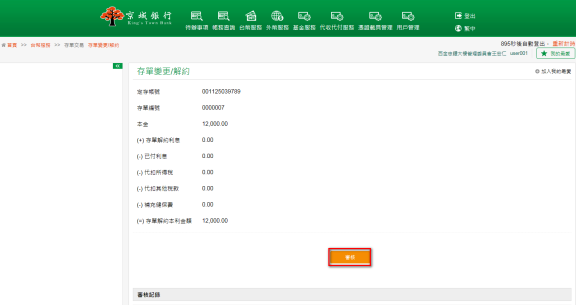 京城銀行
King's Town Bank
待辦事項 帳務查詢 台幣服務 外幣服務 基金服務 代收代付服務 憑證載具管理 用戶管理
登出
繁中
首頁 >> 台幣服務 >> 存單交易 存單變更/解約
895秒後自動登出，重新計時
user001
我的最愛
存單變更/解約
加入我的最愛
定存帳號 001125039789
存單編號 0000007
本金 12,000.00
(+) 存單解約利息 0.00
(-) 已付利息 0.00
(-) 代扣所得稅 0.00
(-) 代扣其他稅款 0.00
(-) 補充健保費 0.00
(=) 存單解約本利金額 12,000.00
審核
審核記錄